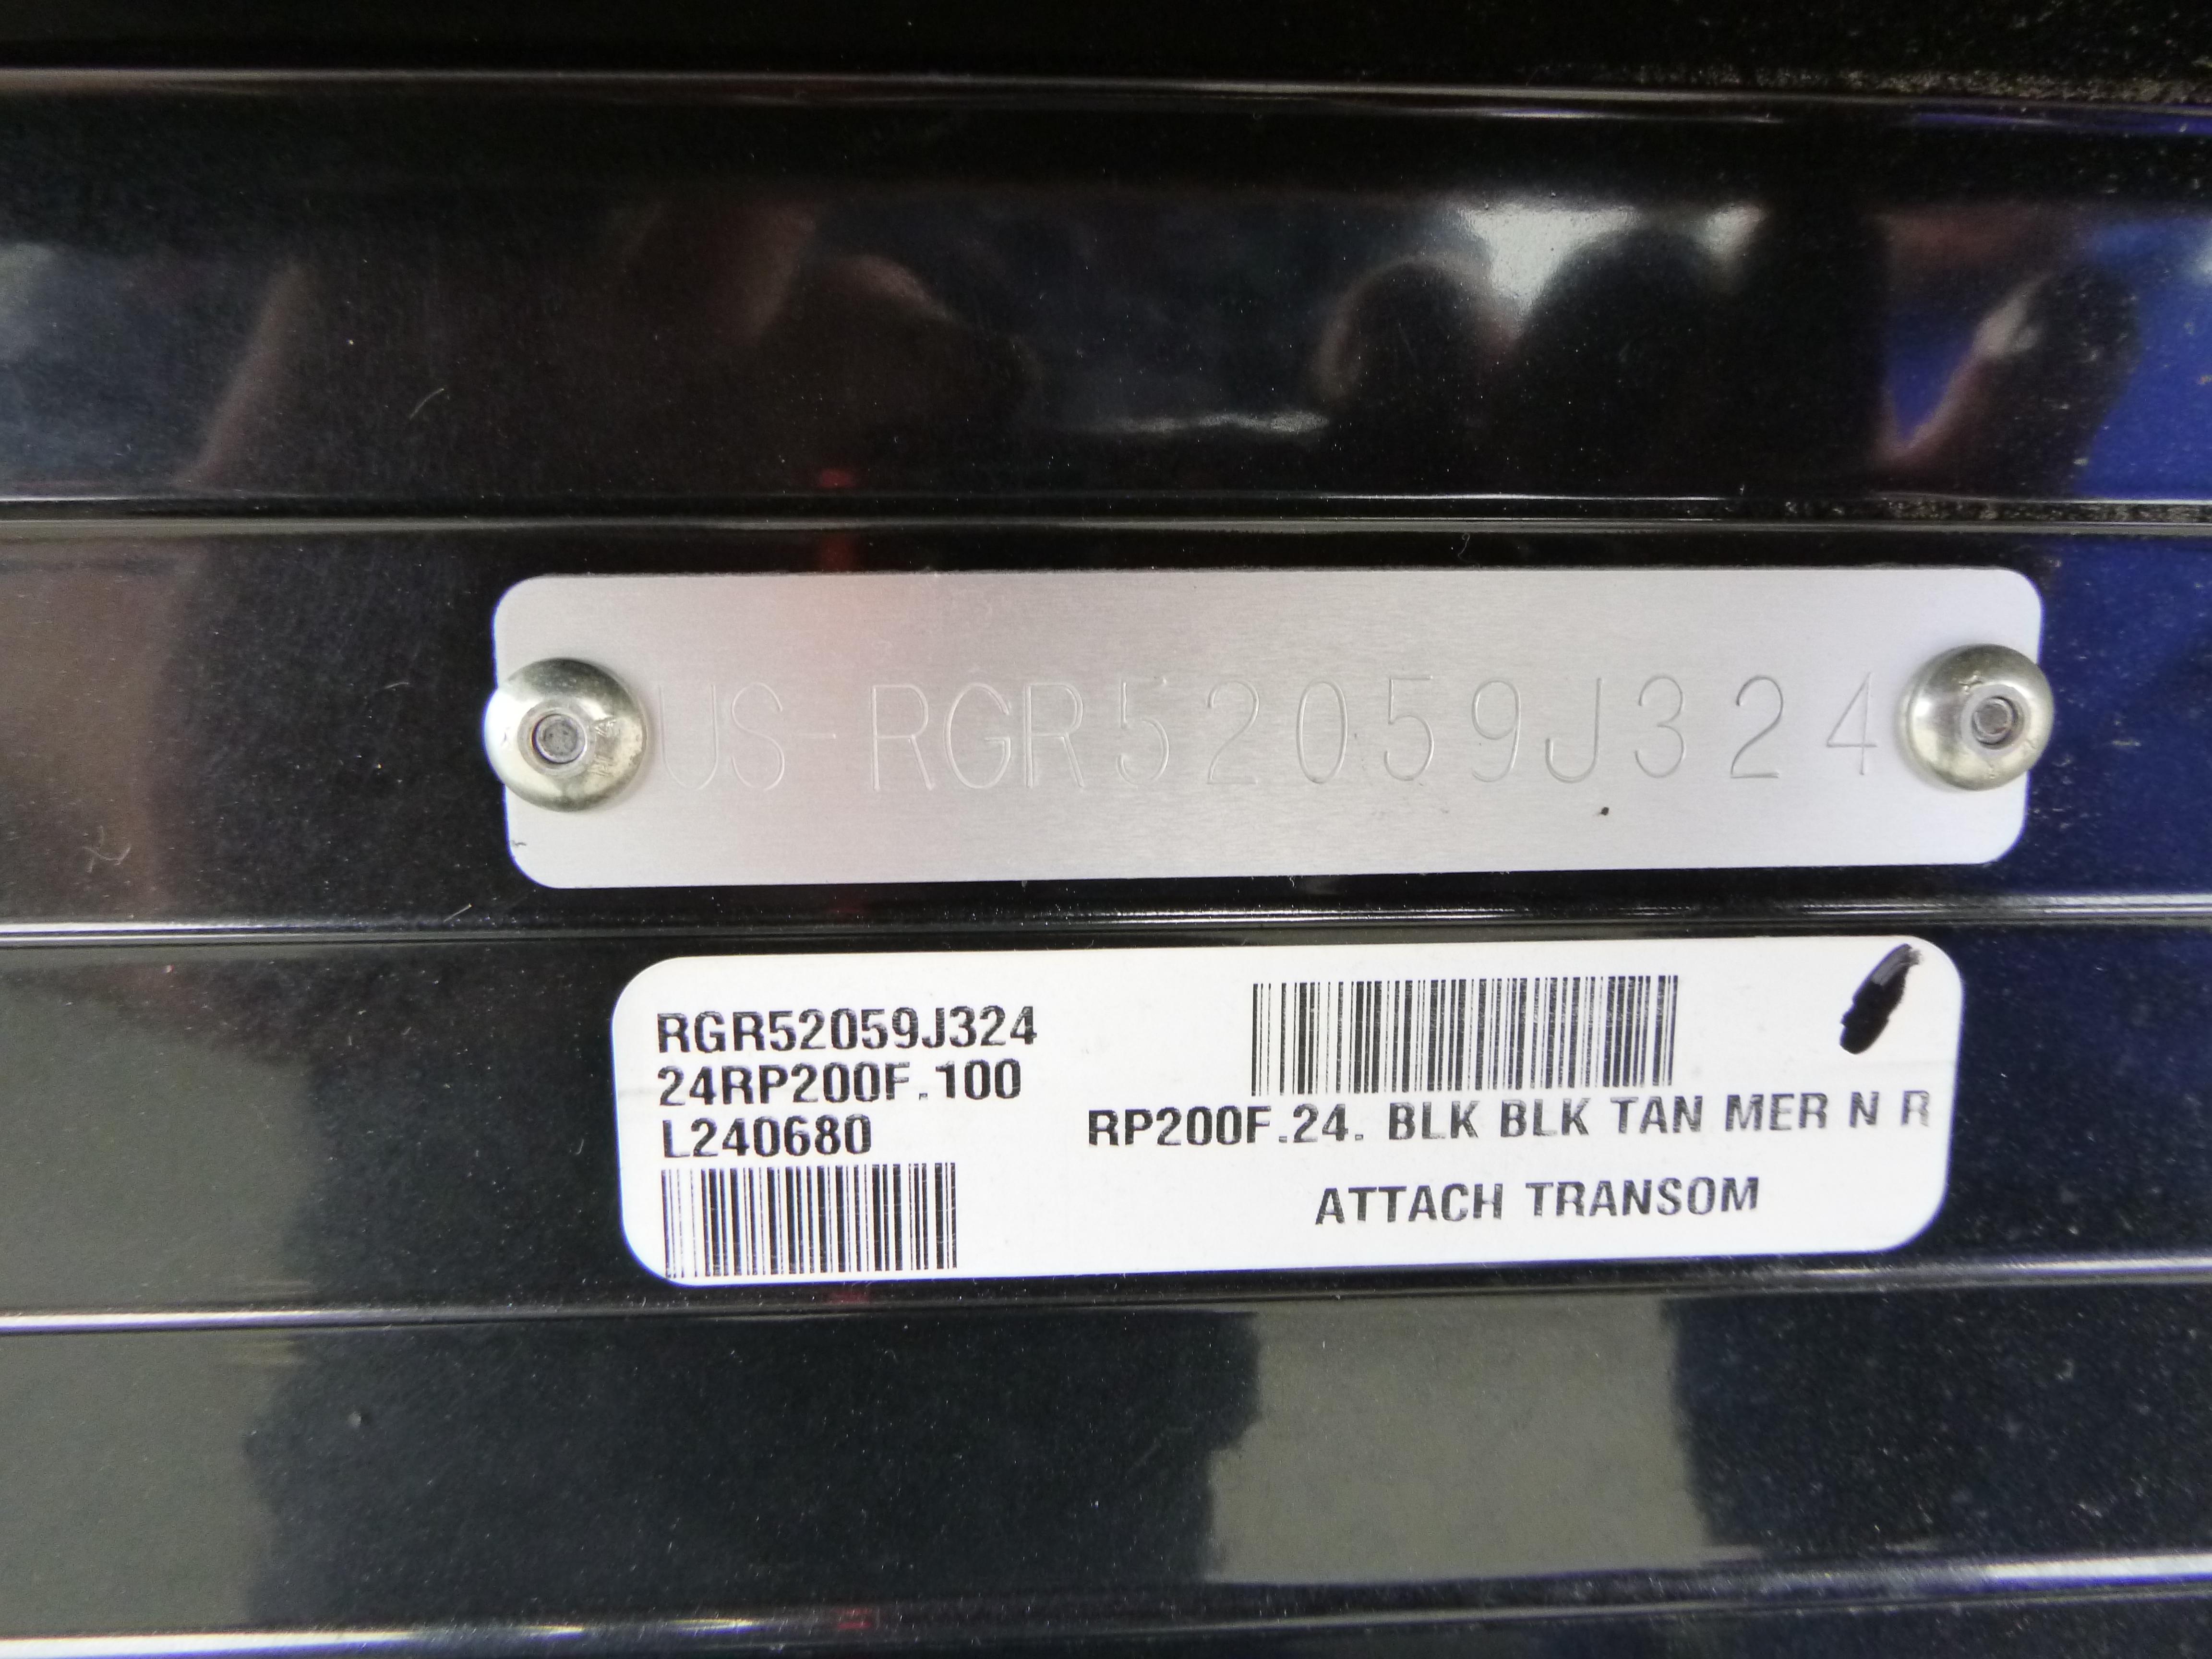 US-RGR52059J324
RGR52059J324
24RP200F.100
L240680
RP200F.24. BLK BLK TAN MER N R
ATTACH TRANSOM